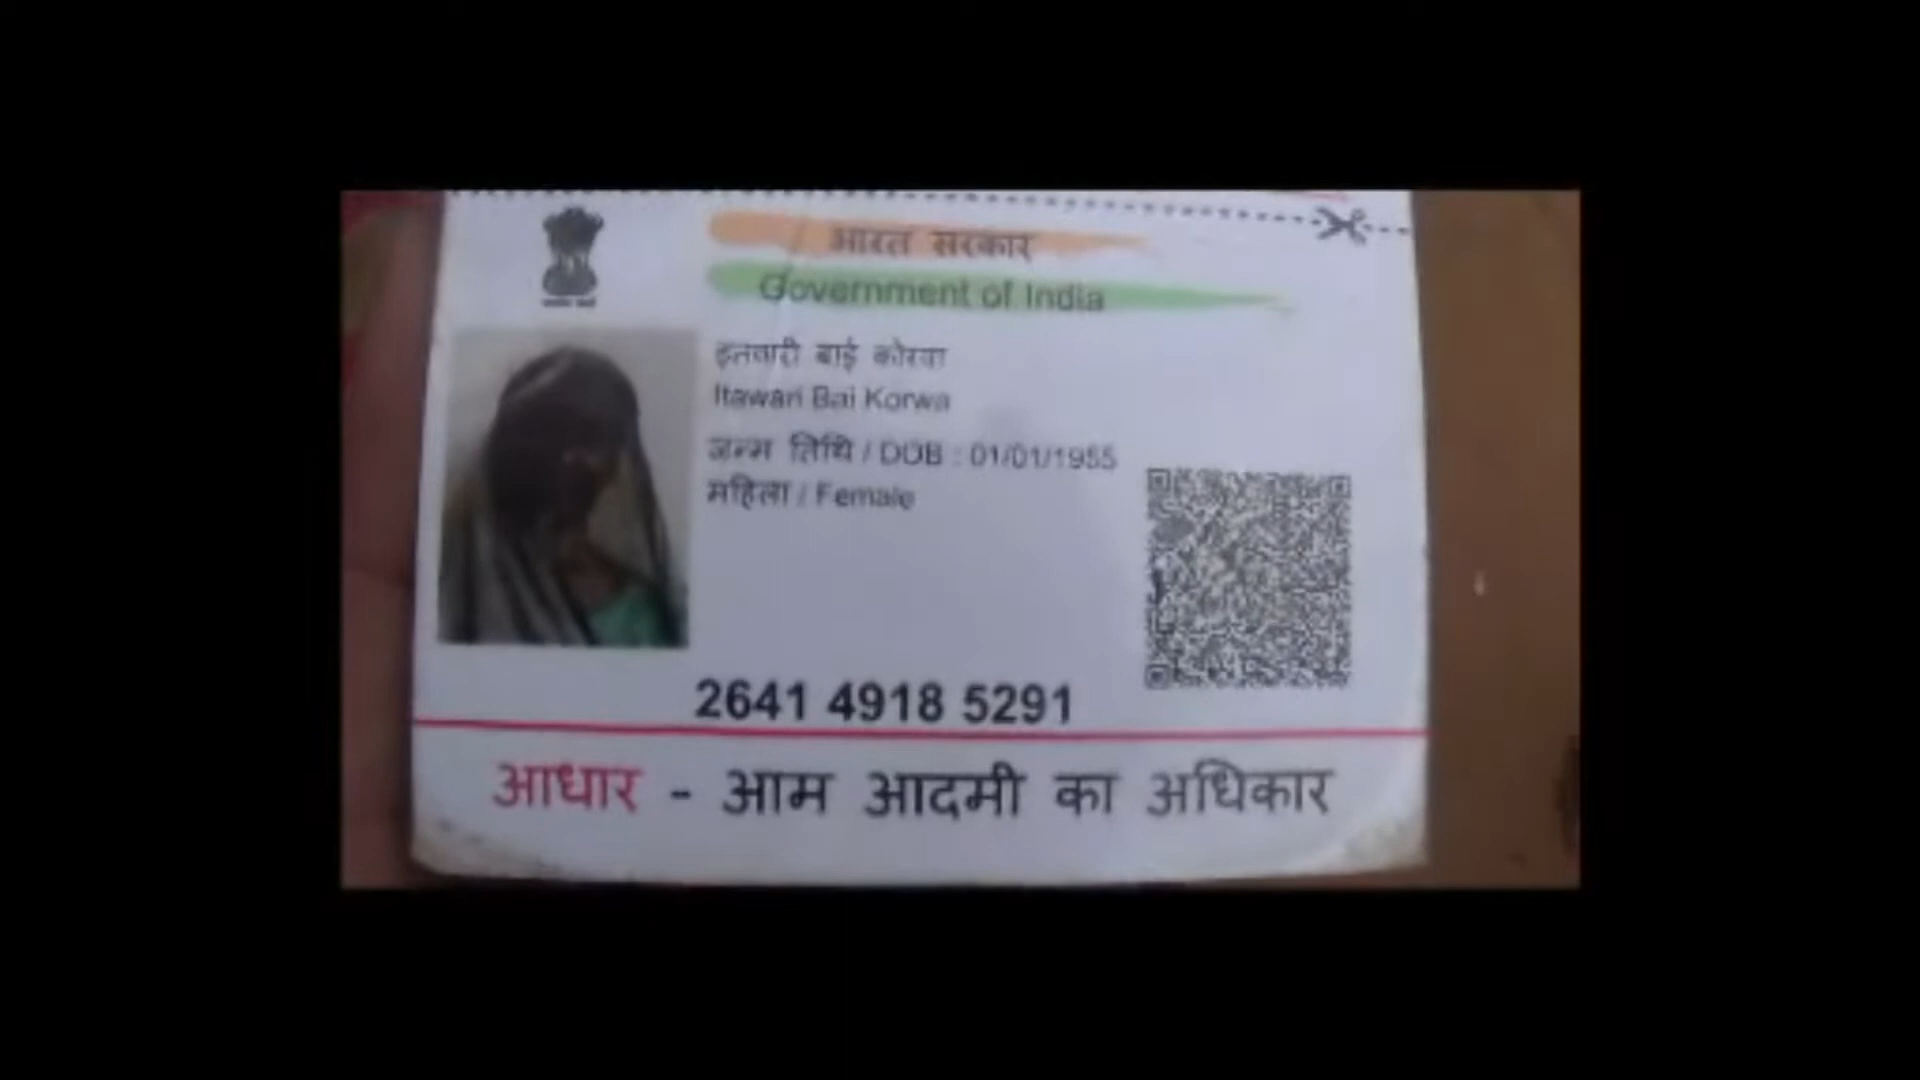 भारत सरकार
Government of India
इतवारी बाई कोरवा
Itawari Bai Korwa
जन्म तिथि / DOB : 01/01/1955
महिला / Female
2641 4918 5291
आधार - आम आदमी का अधिकार